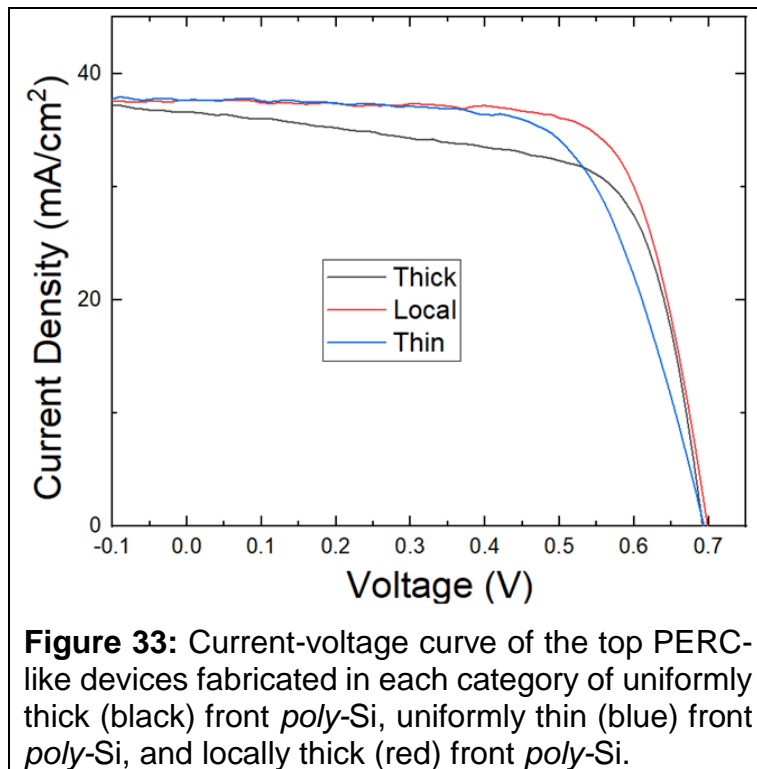 Current Density (mA/cm²)
40
20
0
Thick
Local
Thin
-0.1 0.0 0.1 0.2 0.3 0.4 0.5 0.6 0.7
Voltage (V)
Figure 33: Current-voltage curve of the top PERC-
like devices fabricated in each category of uniformly
thick (black) front poly-Si, uniformly thin (blue) front
poly-Si, and locally thick (red) front poly-Si.